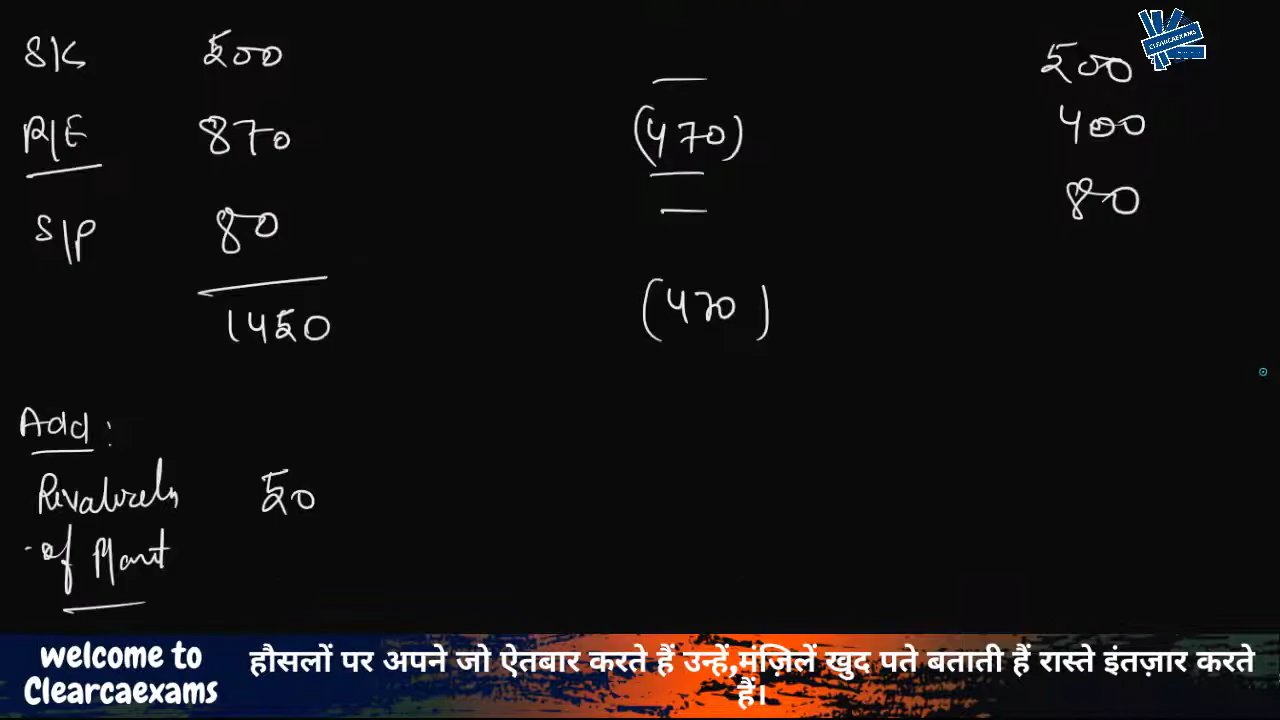 S/C 500 — 500
R/E 870 (470) 400
S/P 80 — 80
1450 (470)
Add :
50
of Plant
CLEARCAEXAMS
welcome to
Clearcaexams
हौसलों पर अपने जो ऐतबार करते हैं उन्हें,मंज़िलें खुद पते बताती हैं रास्ते इंतज़ार करते
हैं।